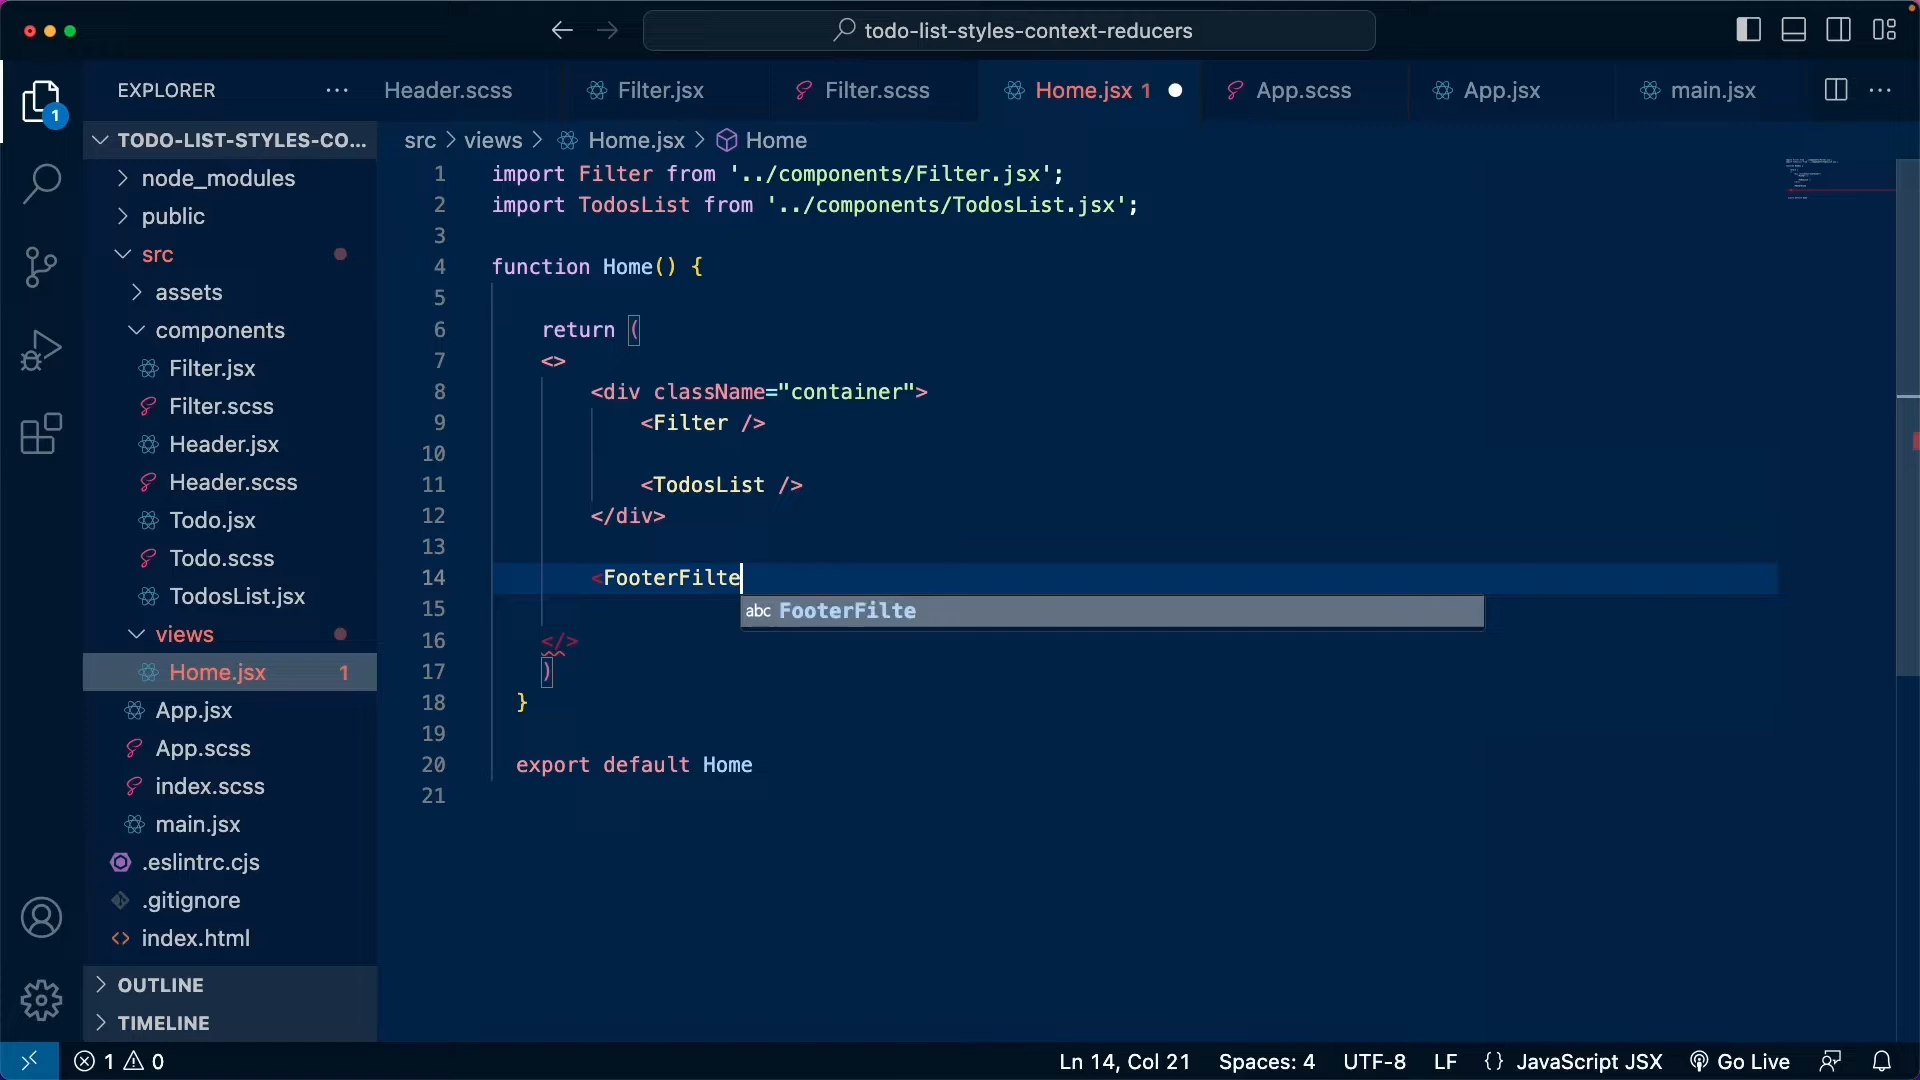 todo-list-styles-context-reducers
EXPLORER
Header.scss
Filter.jsx
Filter.scss
Home.jsx 1
App.scss
App.jsx
main.jsx
TODO-LIST-STYLES-CO...
src > views > Home.jsx > Home
node_modules
public
src
assets
components
Filter.jsx
Filter.scss
Header.jsx
Header.scss
Todo.jsx
Todo.scss
TodosList.jsx
views
Home.jsx 1
App.jsx
App.scss
index.scss
main.jsx
.eslintrc.cjs
.gitignore
index.html
OUTLINE
TIMELINE
1
1 import Filter from '../components/Filter.jsx';
2 import TodosList from '../components/TodosList.jsx';
3
4 function Home() {
5
6 return (
7 <>
8 <div className="container">
9 <Filter />
10
11 <TodosList />
12 </div>
13
14 <FooterFilte
abc FooterFilte
15
16 </>
17 )
18 }
19
20 export default Home
21
1 0
Ln 14, Col 21 Spaces: 4 UTF-8 LF {} JavaScript JSX Go Live